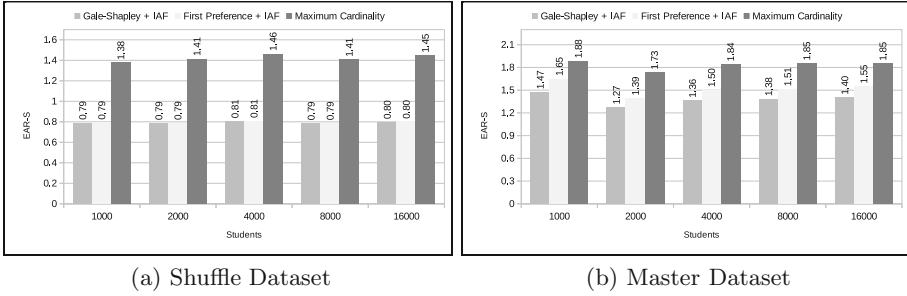 Gale-Shapley + IAF First Preference + IAF Maximum Cardinality
1.6
1.4
1.2
1
0.8
0.6
0.4
0.2
0
EAR-S
0.79 0.79 1.38
0.79 0.79 1.41
0.81 0.81 1.46
0.79 0.79 1.41
0.80 0.80 1.45
1000 2000 4000 8000 16000
Students
(a) Shuffle Dataset
Gale-Shapley + IAF First Preference + IAF Maximum Cardinality
2.1
1.8
1.5
1.2
0.9
0.6
0.3
0
EAR-S
1.47 1.65 1.88
1.27 1.39 1.73
1.36 1.50 1.84
1.38 1.51 1.85
1.40 1.55 1.85
1000 2000 4000 8000 16000
Students
(b) Master Dataset